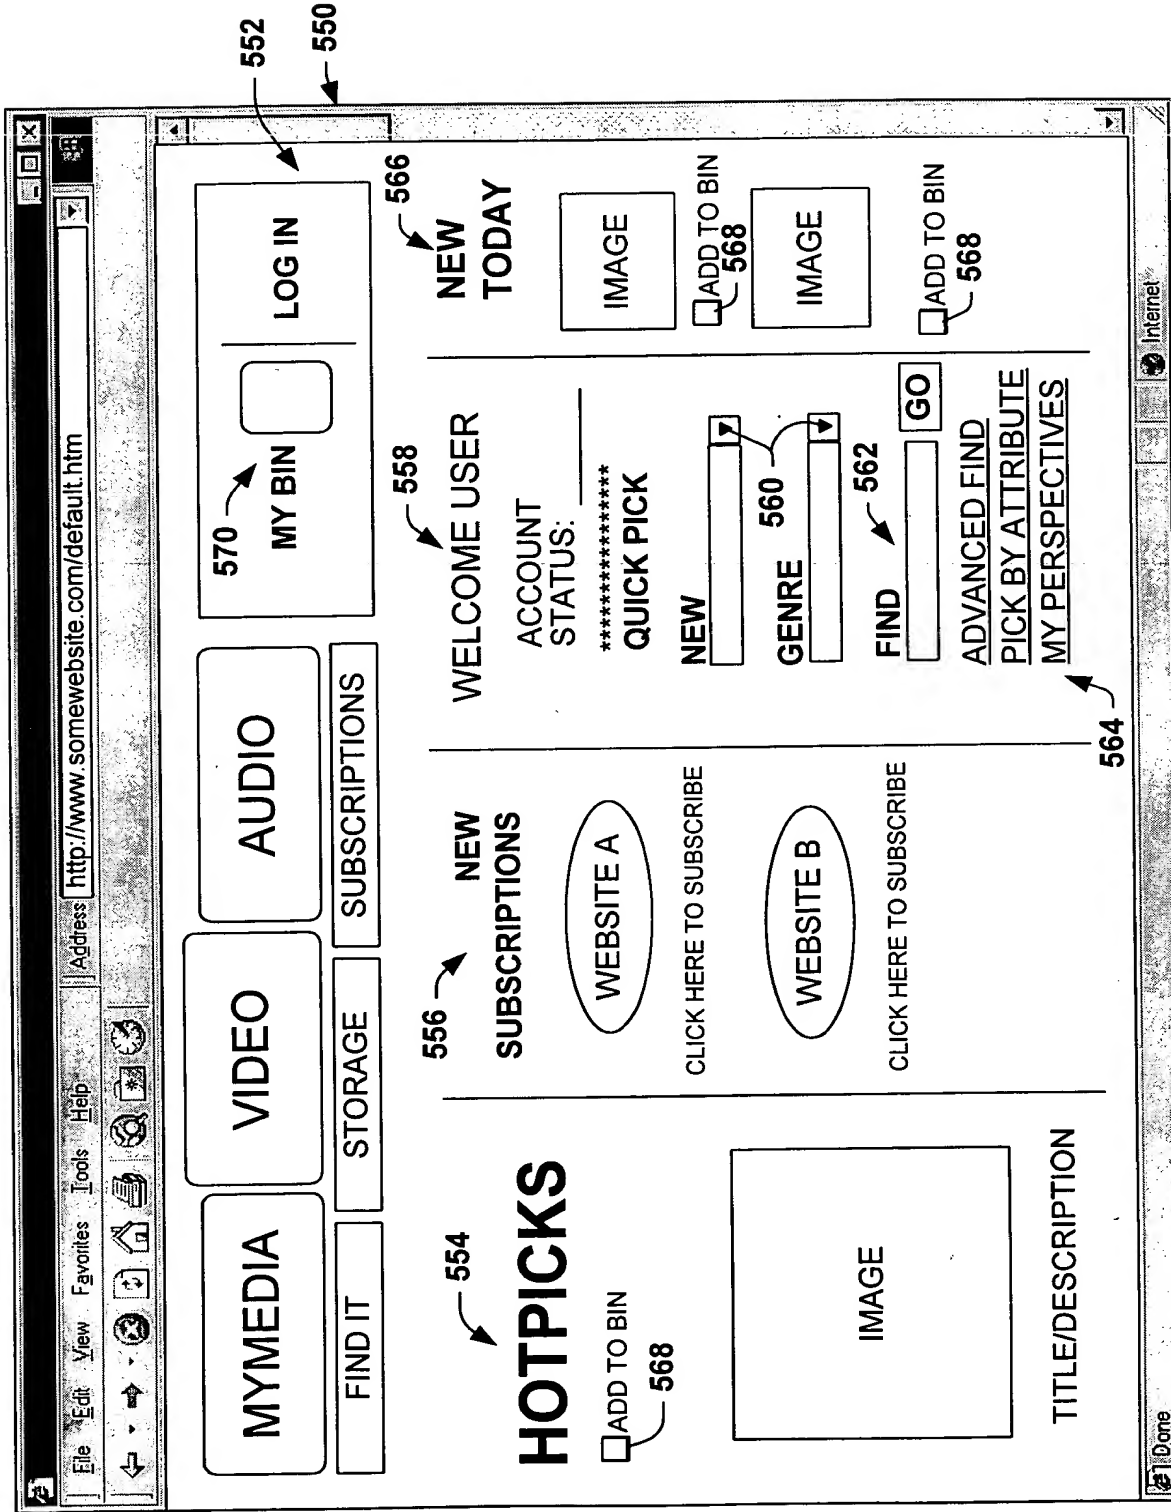 552
550
File Edit View Favorites Tools Help
Address http://www.somewebsite.com/default.htm
MYMEDIA
VIDEO
AUDIO
FIND IT
STORAGE
SUBSCRIPTIONS
570
MY BIN
LOG IN
554
HOTPICKS
ADD TO BIN
568
IMAGE
TITLE/DESCRIPTION
556
NEW
SUBSCRIPTIONS
WEBSITE A
CLICK HERE TO SUBSCRIBE
WEBSITE B
CLICK HERE TO SUBSCRIBE
558
WELCOME USER
ACCOUNT
STATUS:
***************
QUICK PICK
NEW
560
GENRE
562
FIND
GO
ADVANCED FIND
PICK BY ATTRIBUTE
MY PERSPECTIVES
564
566
NEW
TODAY
IMAGE
ADD TO BIN
568
IMAGE
ADD TO BIN
568
Done
Internet